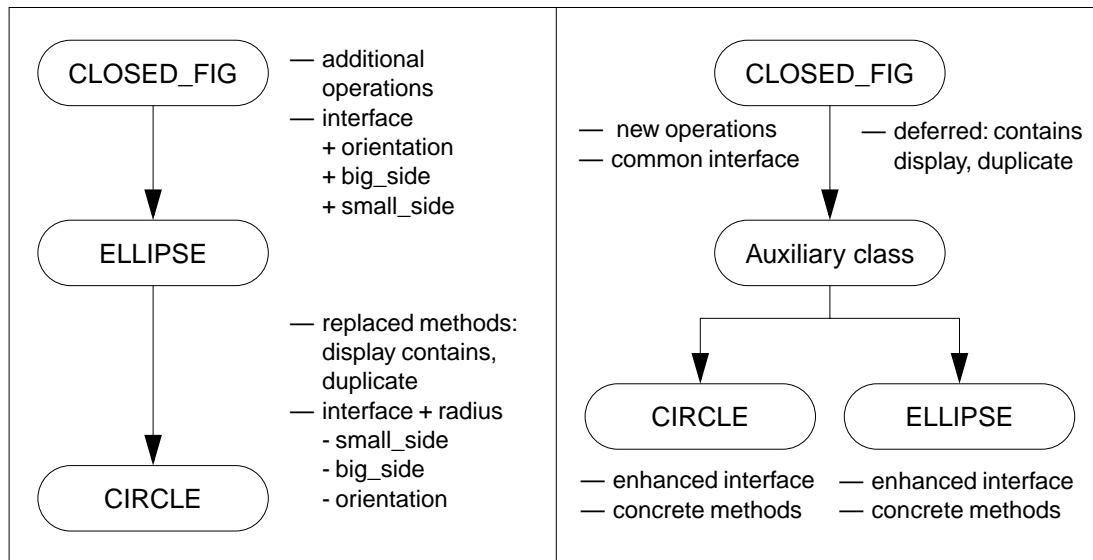 CLOSED_FIG
— additional
operations
— interface
+ orientation
+ big_side
+ small_side
ELLIPSE
— replaced methods:
display contains,
duplicate
— interface + radius
- small_side
- big_side
- orientation
CIRCLE
CLOSED_FIG
— new operations
— common interface
— deferred: contains
display, duplicate
Auxiliary class
CIRCLE
ELLIPSE
— enhanced interface
— concrete methods
— enhanced interface
— concrete methods